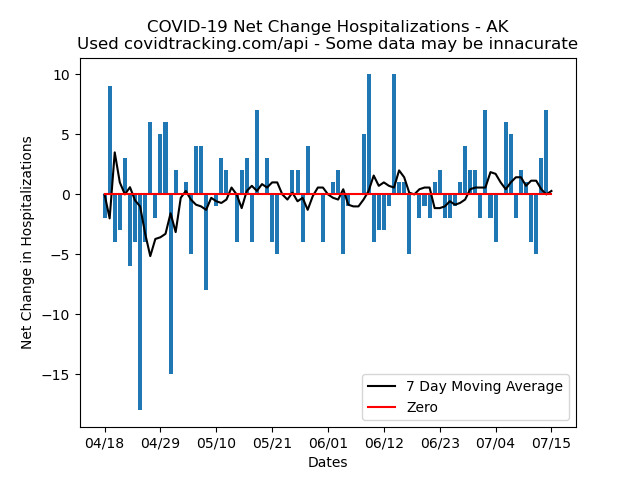 COVID-19 Net Change Hospitalizations - AK
Used covidtracking.com/api - Some data may be innacurate
Net Change in Hospitalizations
10
5
0
−5
−10
−15
7 Day Moving Average
Zero
04/18 04/29 05/10 05/21 06/01 06/12 06/23 07/04 07/15
Dates